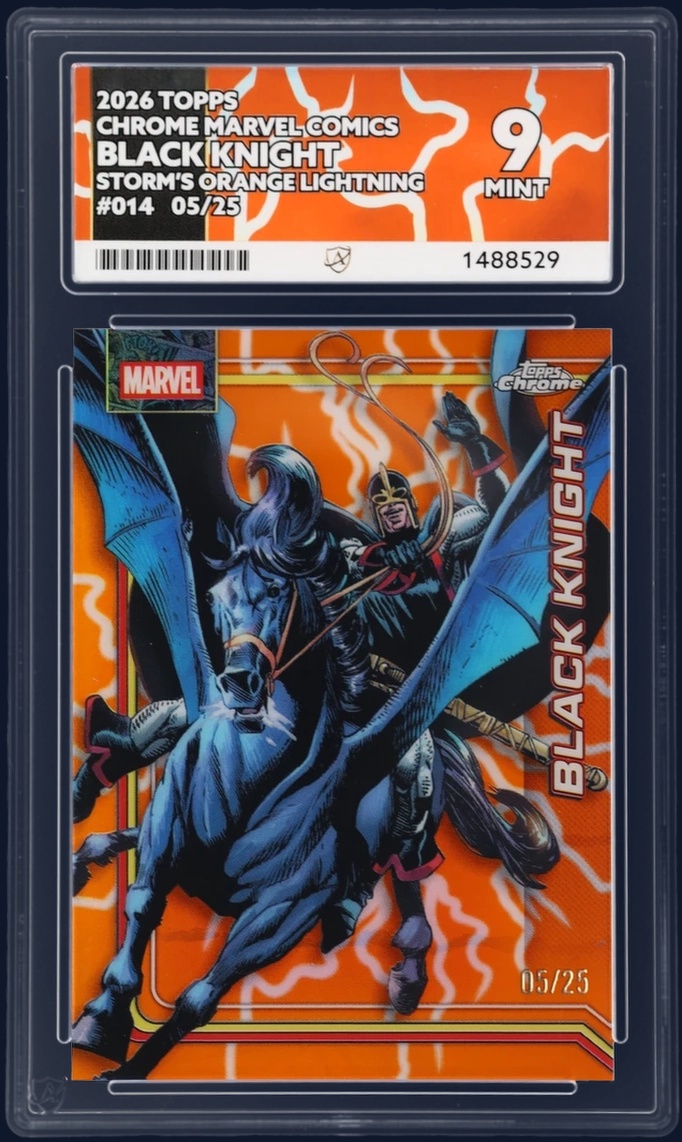 2026 TOPPS
CHROME MARVEL COMICS
BLACK KNIGHT
STORM'S ORANGE LIGHTNING
#014 05/25
9
MINT
1488529
MARVEL
TOPPS
Chrome
BLACK KNIGHT
05/25